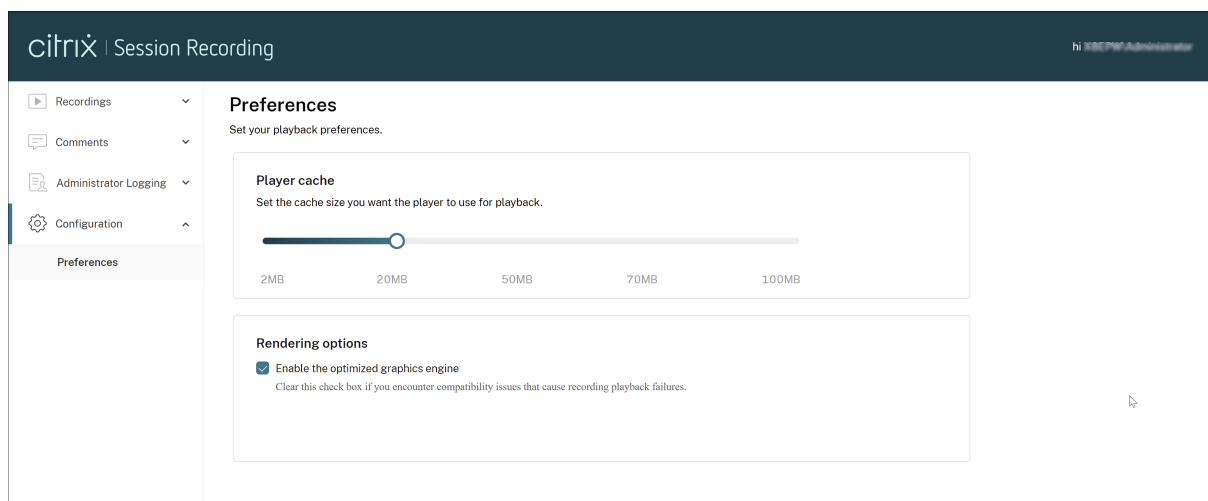 citrix | Session Recording
hi
Recordings
Comments
Administrator Logging
Configuration
Preferences
Preferences
Set your playback preferences.
Player cache
Set the cache size you want the player to use for playback.
2MB 20MB 50MB 70MB 100MB
Rendering options
Enable the optimized graphics engine
Clear this check box if you encounter compatibility issues that cause recording playback failures.